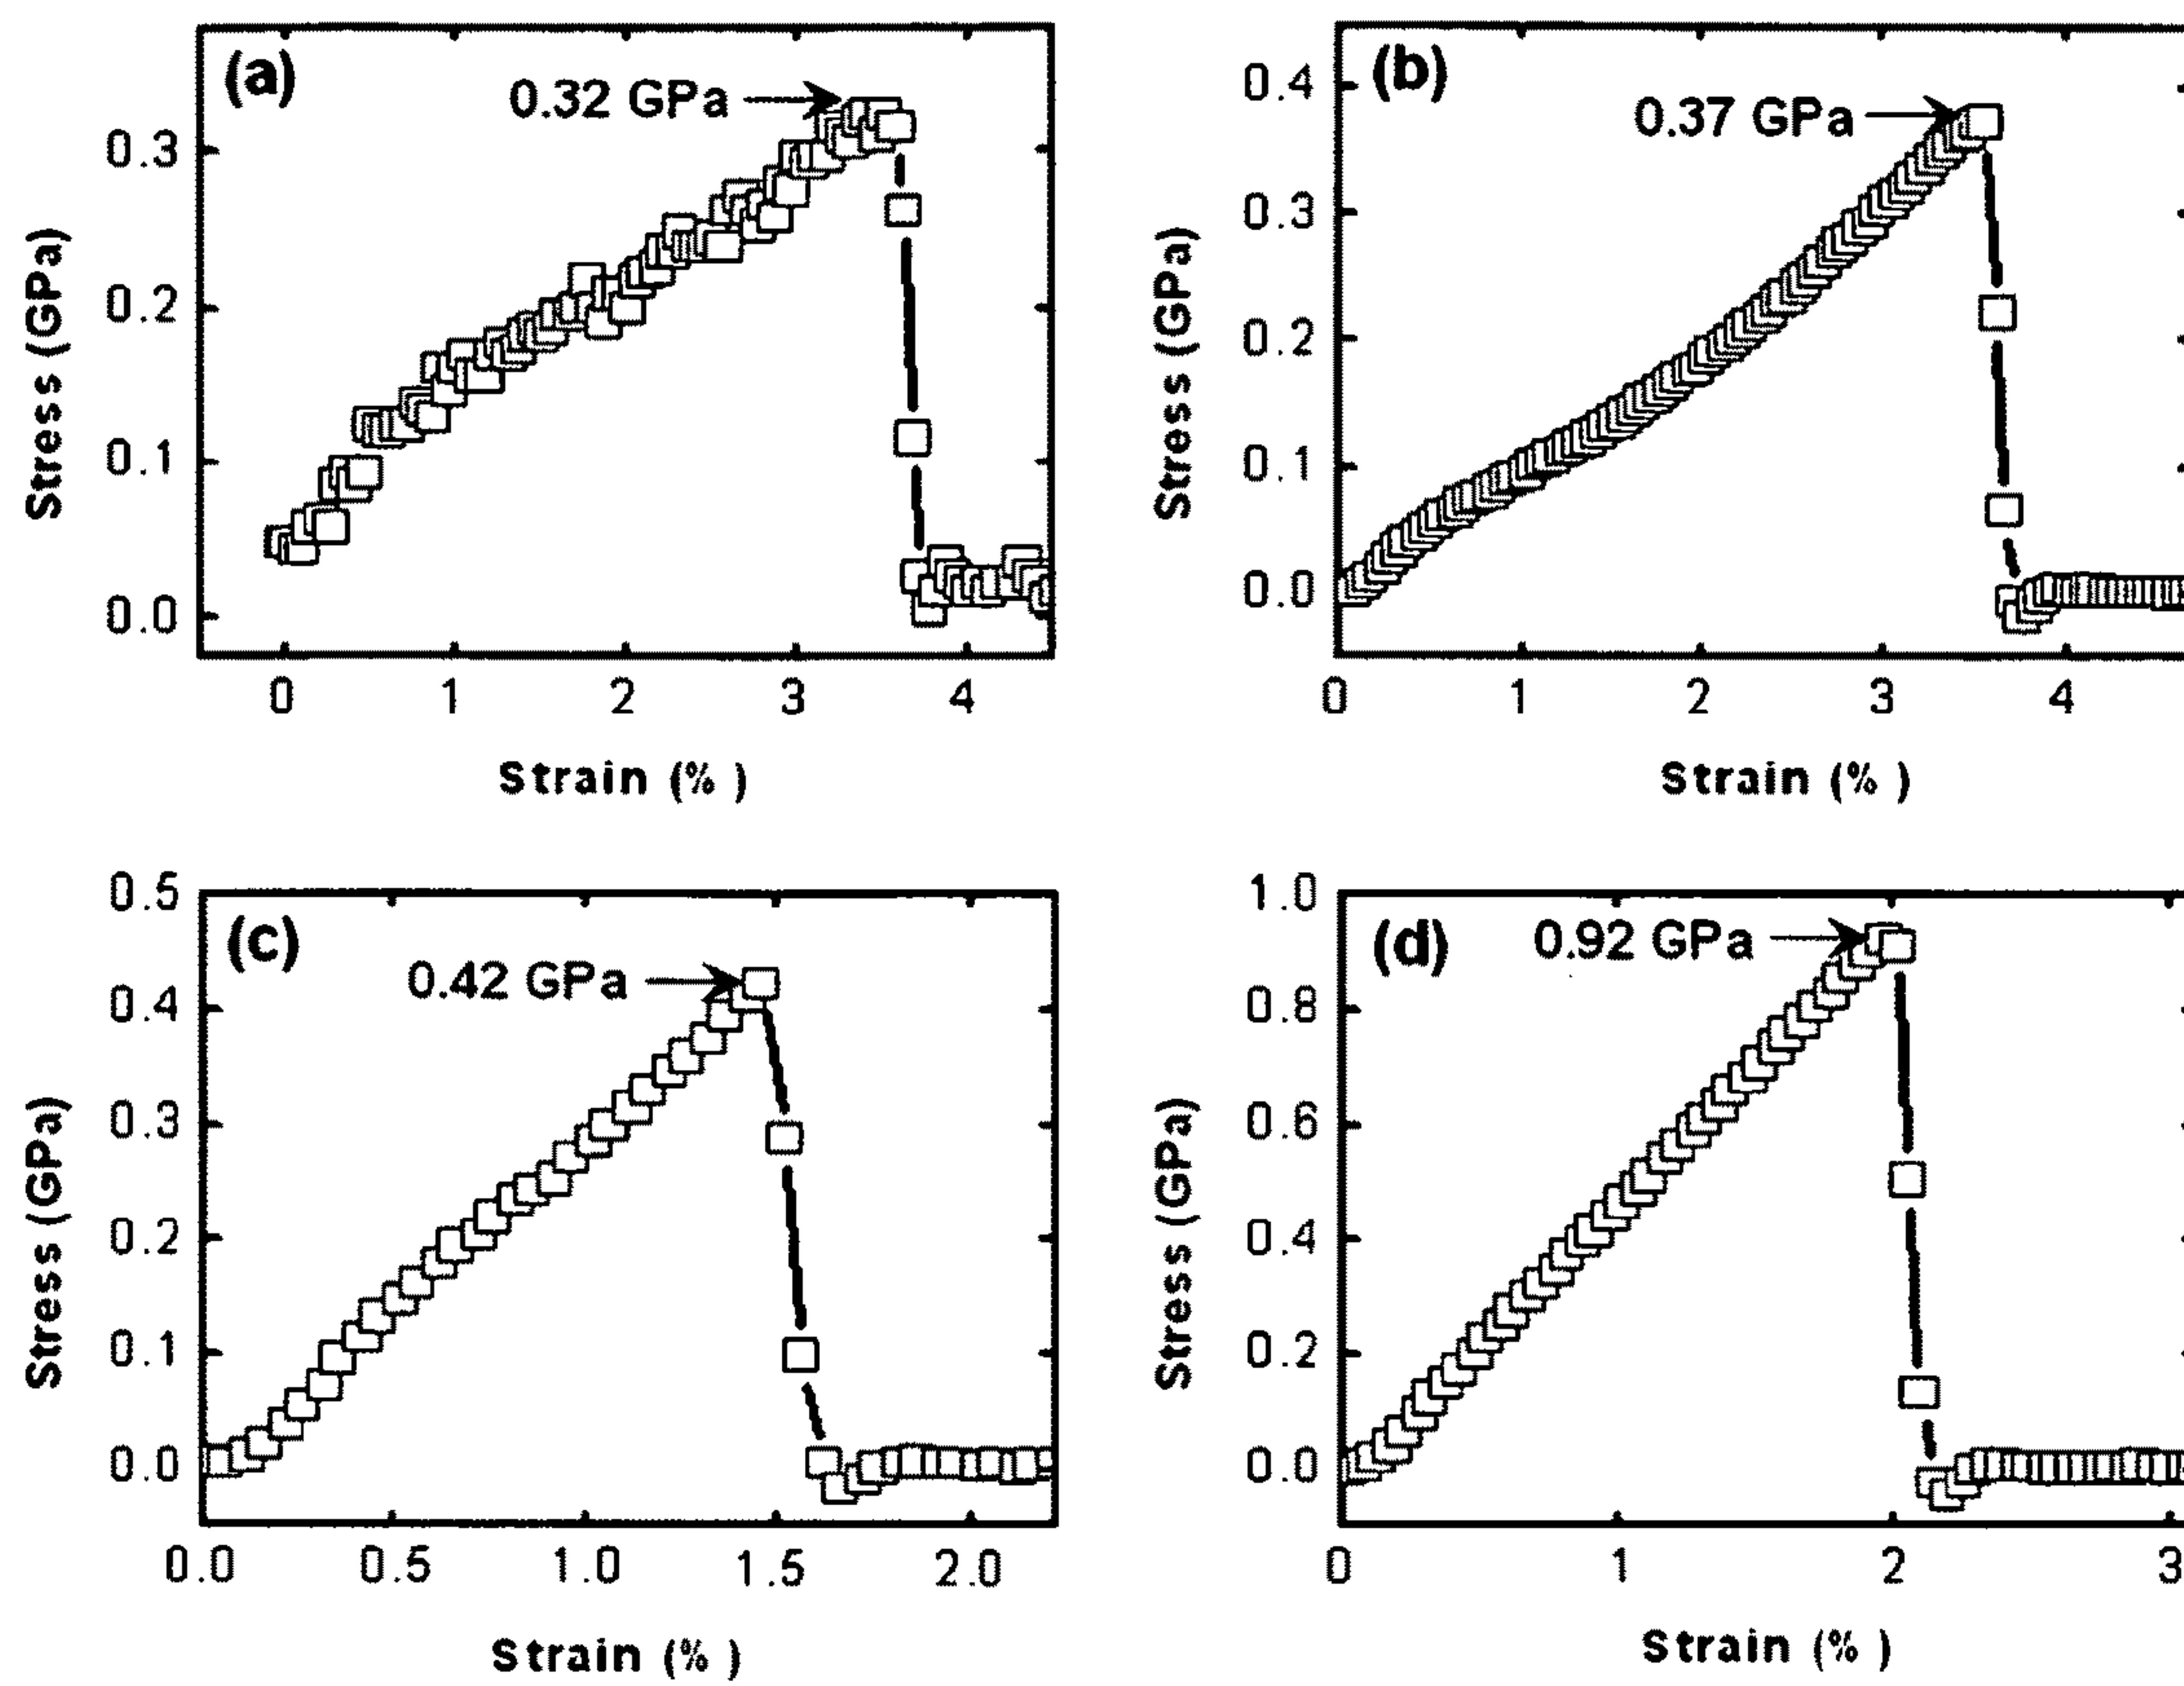 (a)
0.32 GPa
0.3
0.2
0.1
0.0
Stress (GPa)
0 1 2 3 4
Strain (% )
(b)
0.37 GPa
0.4
0.3
0.2
0.1
0.0
Stress (GPa)
0 1 2 3 4
Strain (% )
(c)
0.42 GPa
0.5
0.4
0.3
0.2
0.1
0.0
Stress (GPa)
0.0 0.5 1.0 1.5 2.0
Strain (% )
(d)
0.92 GPa
1.0
0.8
0.6
0.4
0.2
0.0
Stress (GPa)
0 1 2 3
Strain (% )